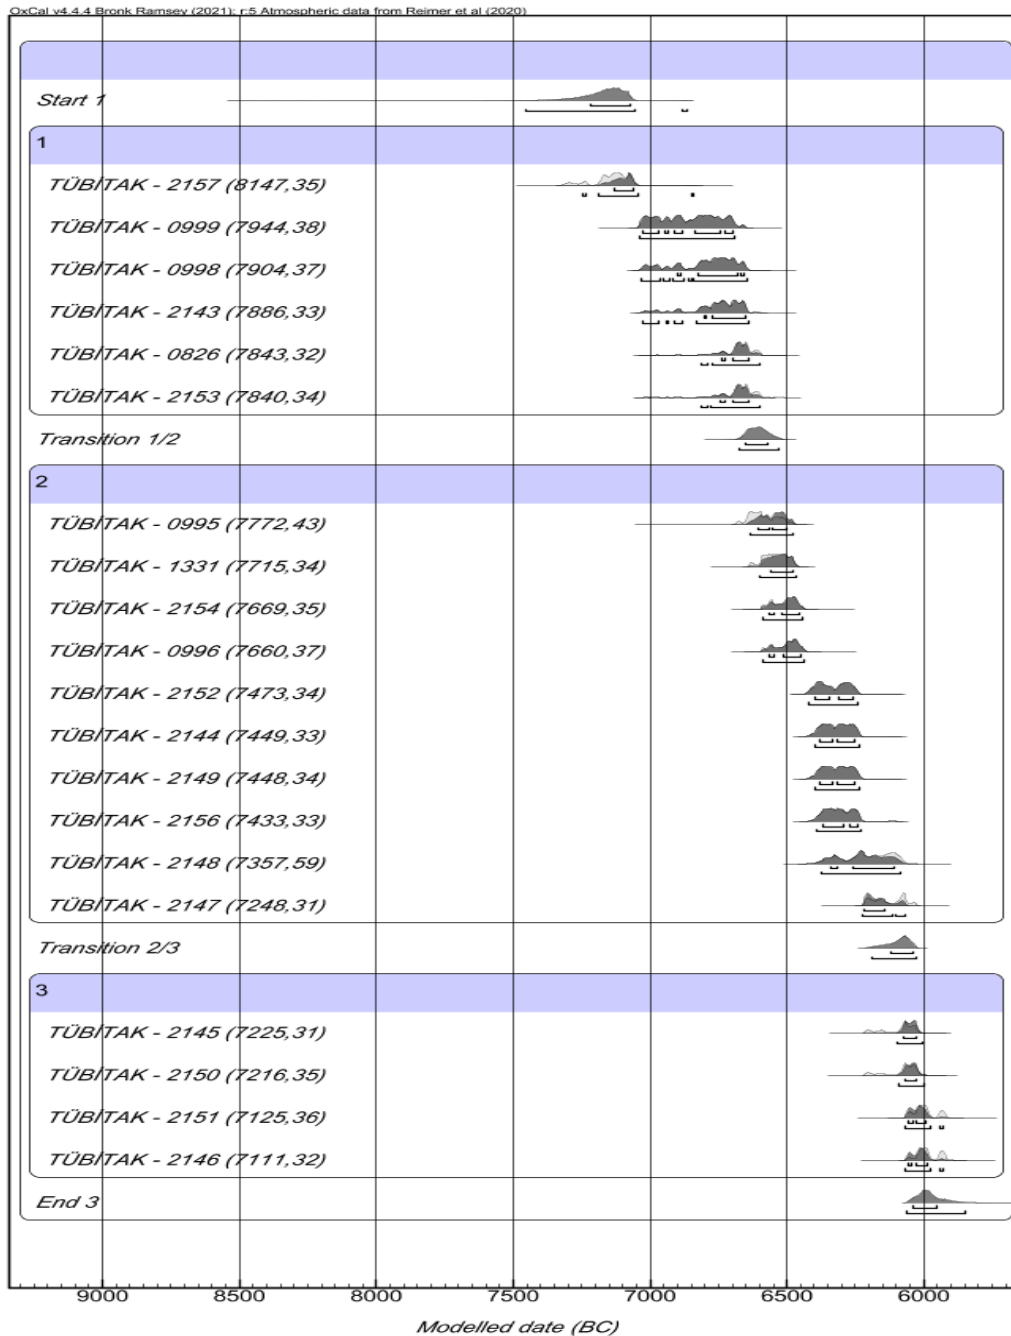 OxCal v4.4.4 Bronk Ramsey (2021); r:5 Atmospheric data from Reimer et al (2020)
Start 1
1
TÜBİTAK - 2157 (8147,35)
TÜBİTAK - 0999 (7944,38)
TÜBİTAK - 0998 (7904,37)
TÜBİTAK - 2143 (7886,33)
TÜBİTAK - 0826 (7843,32)
TÜBİTAK - 2153 (7840,34)
Transition 1/2
2
TÜBİTAK - 0995 (7772,43)
TÜBİTAK - 1331 (7715,34)
TÜBİTAK - 2154 (7669,35)
TÜBİTAK - 0996 (7660,37)
TÜBİTAK - 2152 (7473,34)
TÜBİTAK - 2144 (7449,33)
TÜBİTAK - 2149 (7448,34)
TÜBİTAK - 2156 (7433,33)
TÜBİTAK - 2148 (7357,59)
TÜBİTAK - 2147 (7248,31)
Transition 2/3
3
TÜBİTAK - 2145 (7225,31)
TÜBİTAK - 2150 (7216,35)
TÜBİTAK - 2151 (7125,36)
TÜBİTAK - 2146 (7111,32)
End 3
9000 8500 8000 7500 7000 6500 6000
Modelled date (BC)